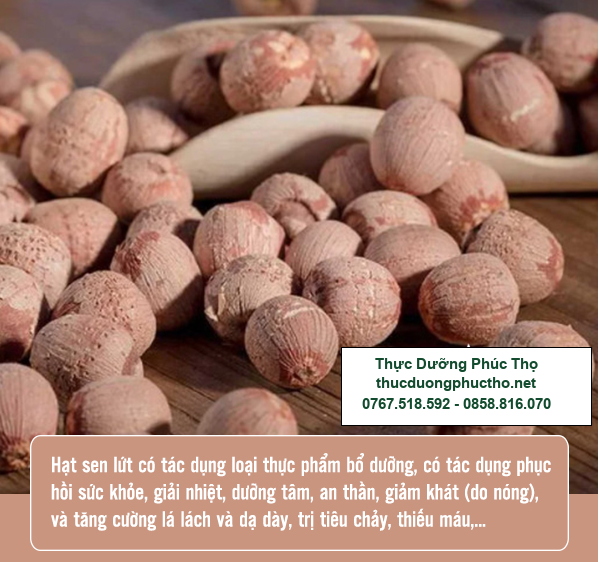 Thực Dưỡng Phúc Thọ
thucduongphuctho.net
0767.518.592 - 0858.816.070
Hạt sen lứt có tác dụng loại thực phẩm bổ dưỡng, có tác dụng phục
hồi sức khỏe, giải nhiệt, dưỡng tâm, an thần, giảm khát (do nóng),
và tăng cường lá lách và dạ dày, trị tiêu chảy, thiếu máu,...